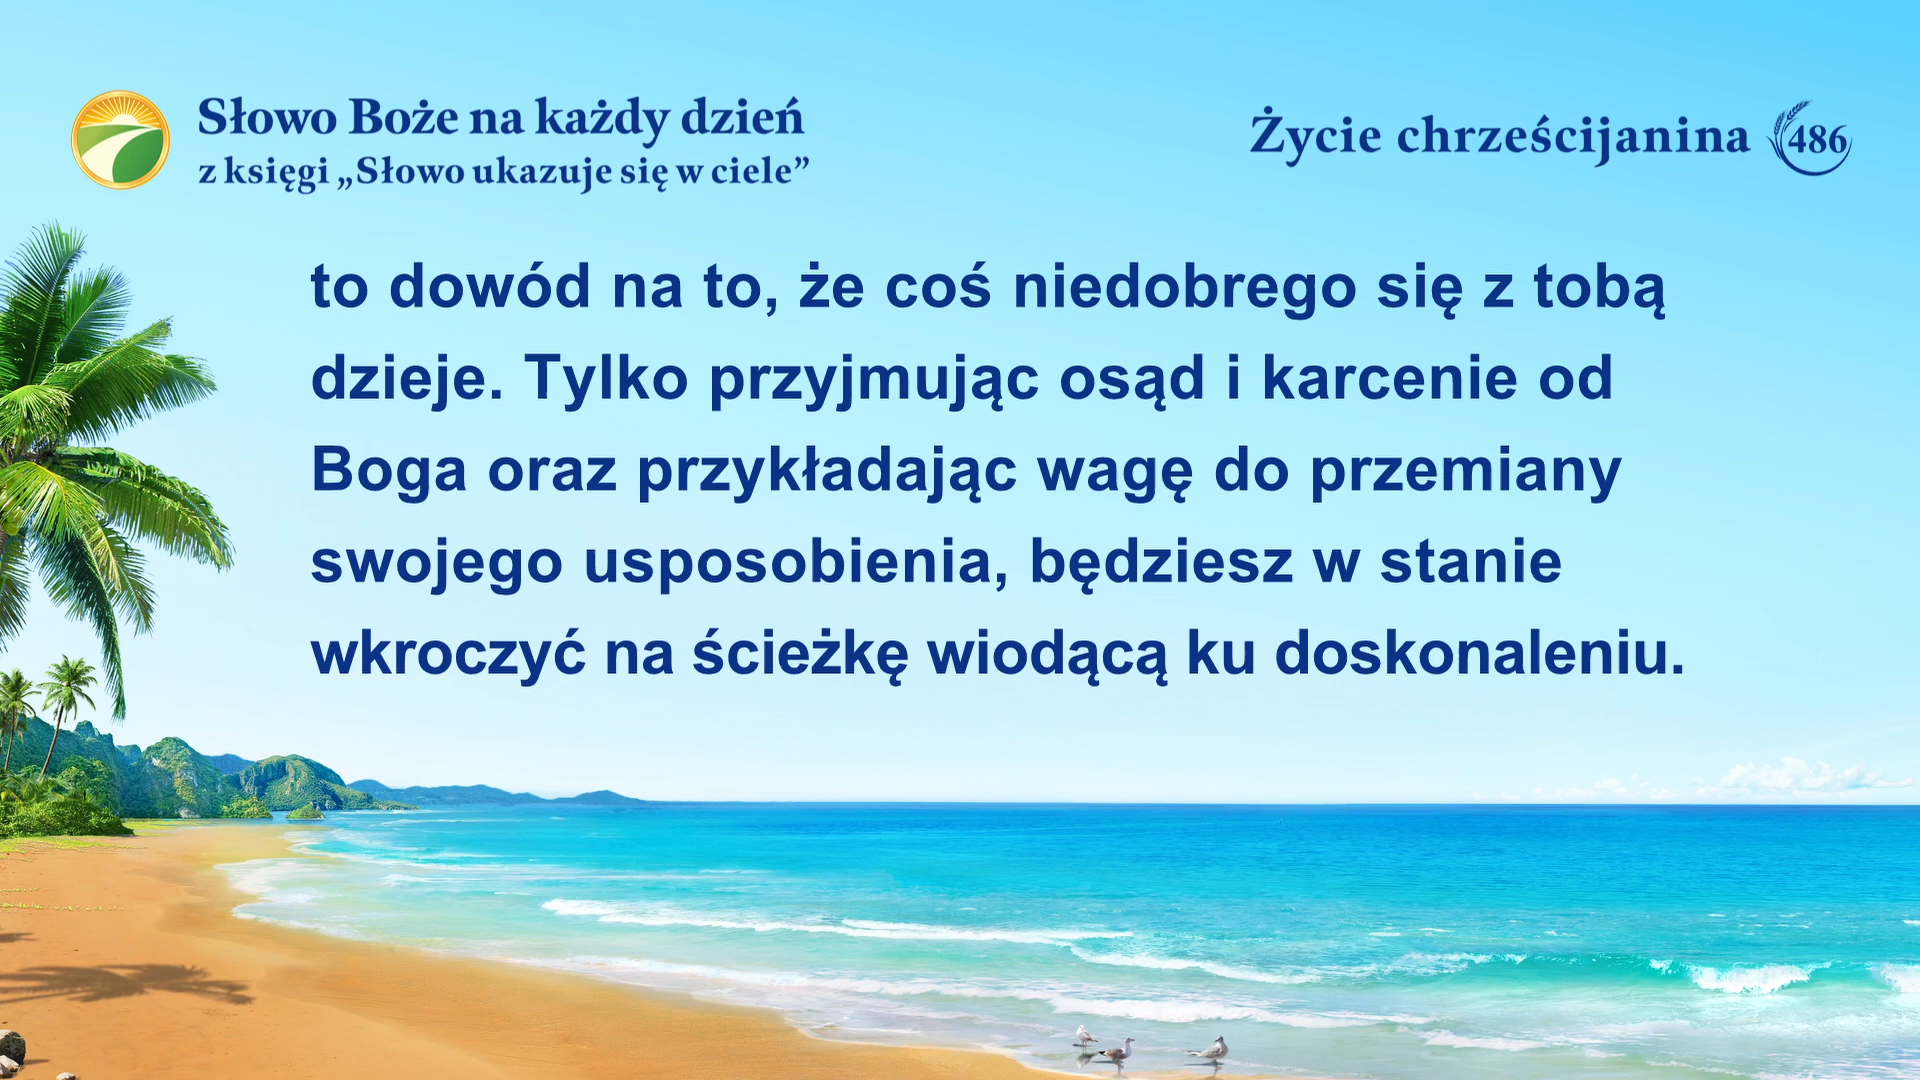 Słowo Boże na każdy dzień
z księgi „Słowo ukazuje się w ciele”
Życie chrześcijanina 486
to dowód na to, że coś niedobrego się z tobą
dzieje. Tylko przyjmując osąd i karcenie od
Boga oraz przykładając wagę do przemiany
swojego usposobienia, będziesz w stanie
wkroczyć na ścieżkę wiodącą ku doskonaleniu.